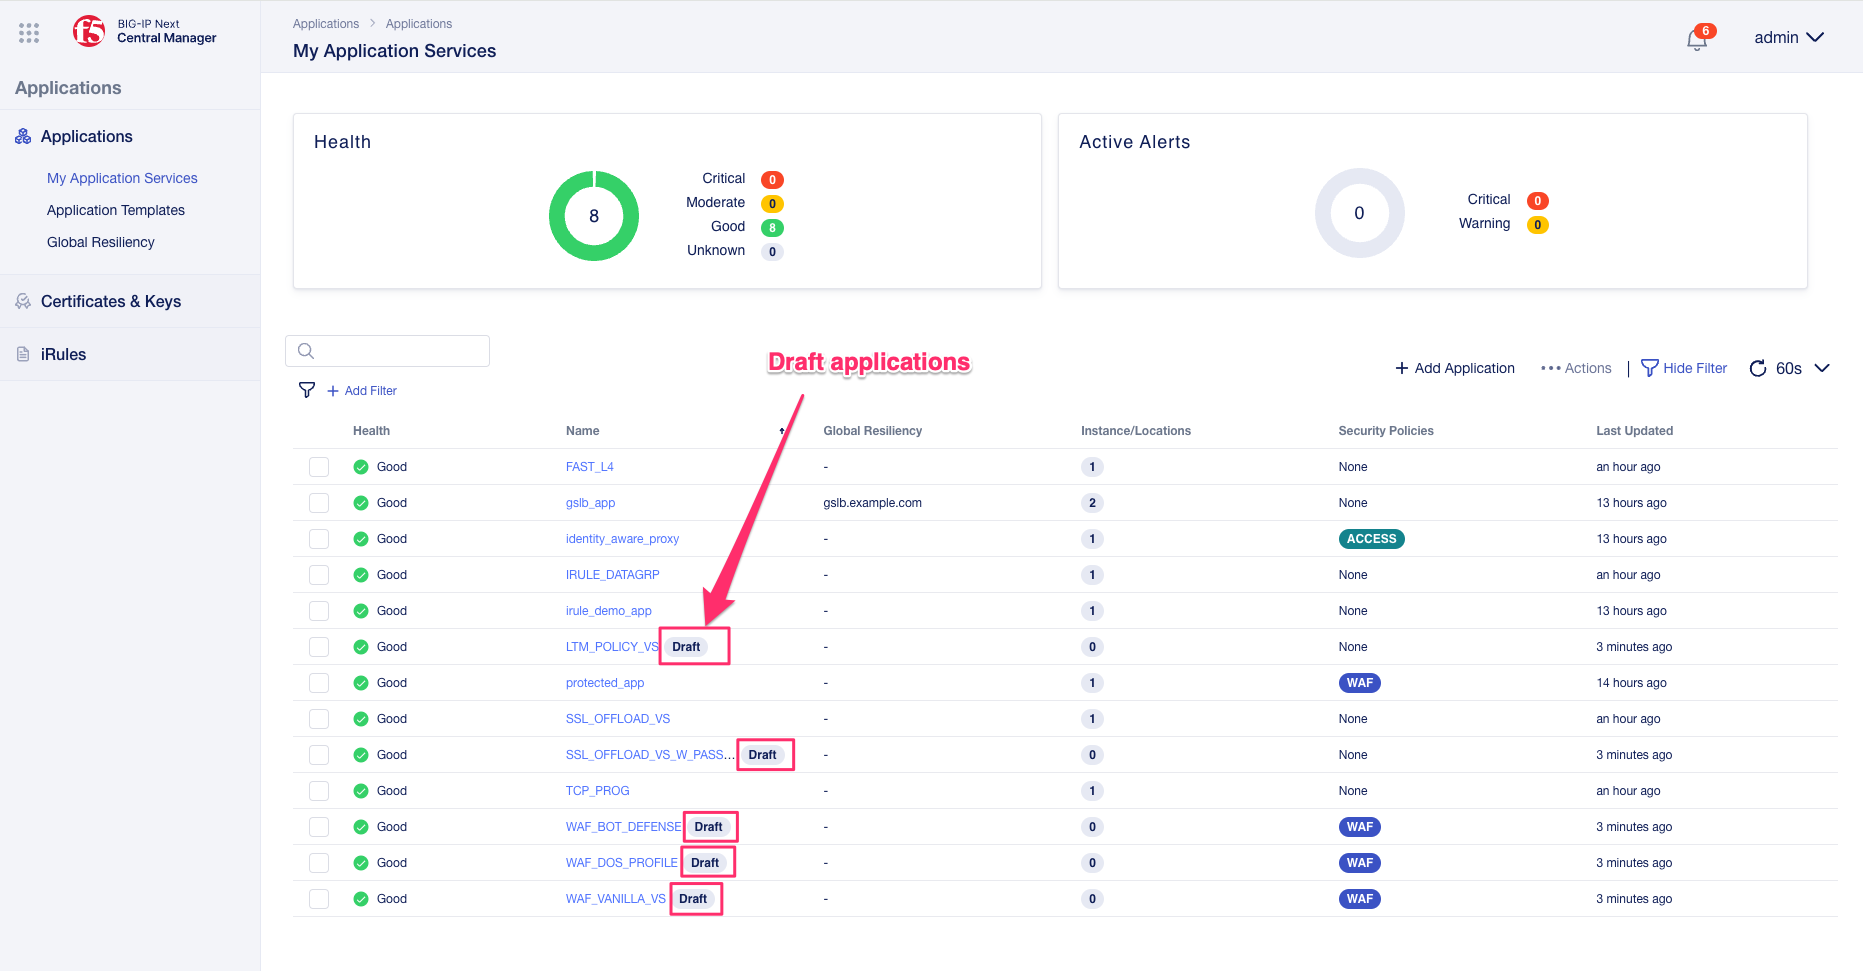 BIG-IP Next
Central Manager
Applications
Applications
My Application Services
Application Templates
Global Resiliency
Certificates & Keys
iRules
Applications > Applications
My Application Services
6
admin
Health
8
Critical 0
Moderate 0
Good 8
Unknown 0
Active Alerts
0
Critical 0
Warning 0
Draft applications
+ Add Application ••• Actions | Hide Filter 60s
+ Add Filter
Health Name Global Resiliency Instance/Locations Security Policies Last Updated
Good FAST_L4 - 1 None an hour ago
Good gslb_app gslb.example.com 2 None 13 hours ago
Good identity_aware_proxy - 1 ACCESS 13 hours ago
Good IRULE_DATAGRP - 1 None an hour ago
Good irule_demo_app - 1 None 13 hours ago
Good LTM_POLICY_VS Draft - 0 None 3 minutes ago
Good protected_app - 1 WAF 14 hours ago
Good SSL_OFFLOAD_VS - 1 None an hour ago
Good SSL_OFFLOAD_VS_W_PASS... Draft - 0 None 3 minutes ago
Good TCP_PROG - 1 None an hour ago
Good WAF_BOT_DEFENSE Draft - 0 WAF 3 minutes ago
Good WAF_DOS_PROFILE Draft - 0 WAF 3 minutes ago
Good WAF_VANILLA_VS Draft - 0 WAF 3 minutes ago